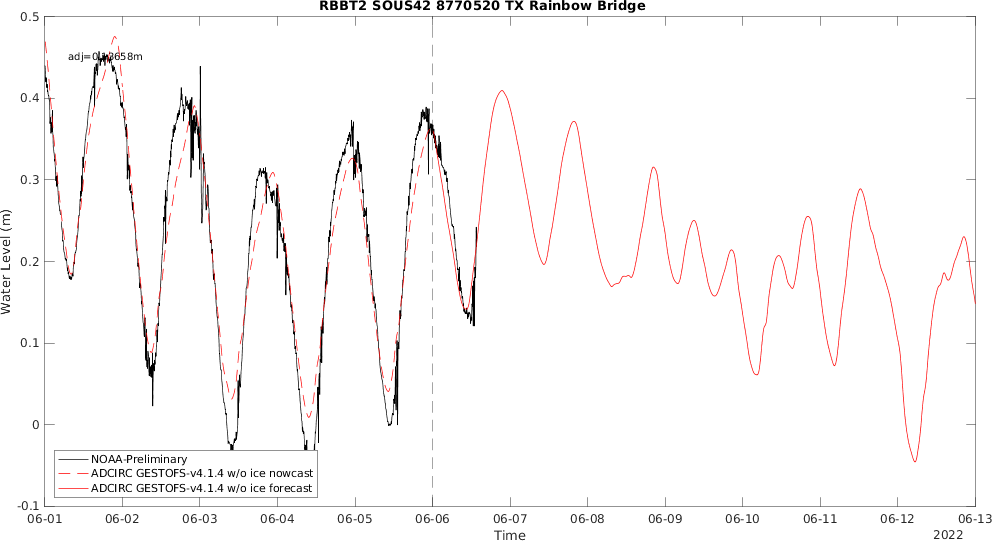 RBBT2 SOUS42 8770520 TX Rainbow Bridge
0.5
0.4
0.3
0.2
0.1
0
-0.1
Water Level (m)
NOAA-Preliminary
ADCIRC GESTOFS-v4.1.4 w/o ice nowcast
ADCIRC GESTOFS-v4.1.4 w/o ice forecast
06-01 06-02 06-03 06-04 06-05 06-06 06-07 06-08 06-09 06-10 06-11 06-12 06-13
Time
2022